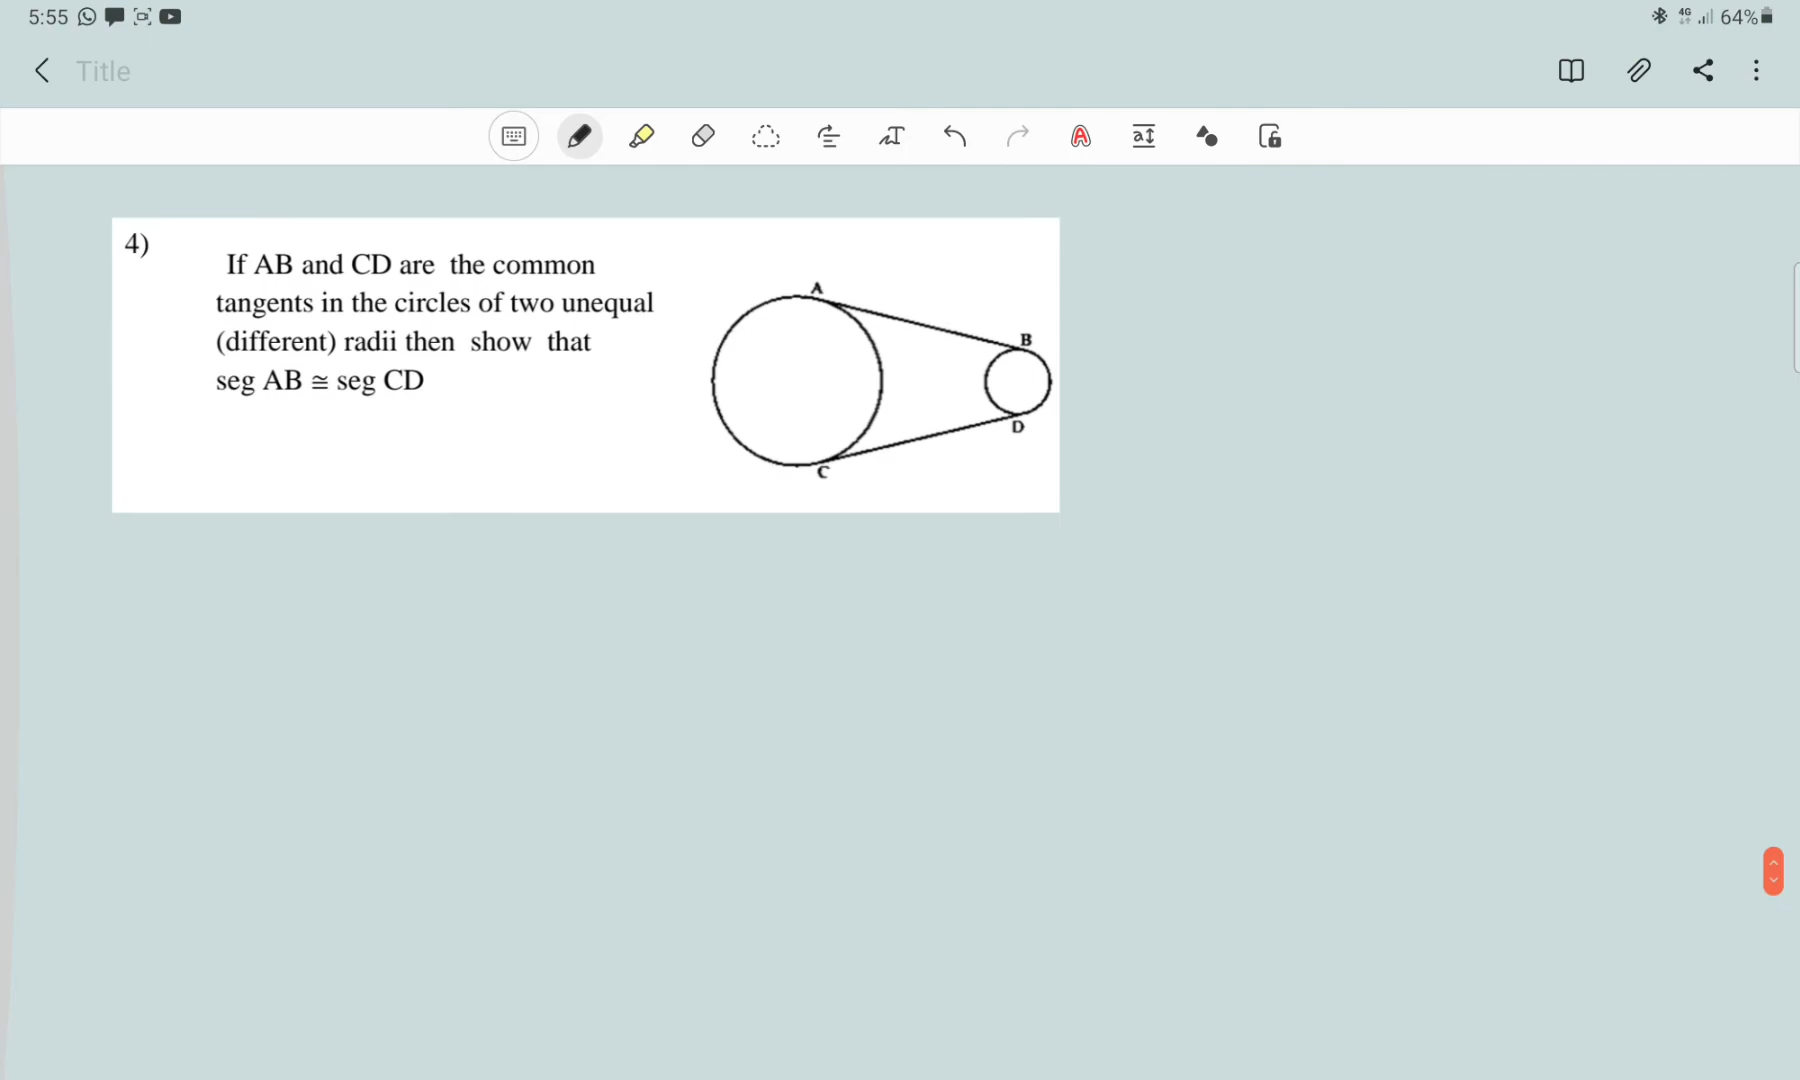 5:55
4G
64%
Title
4)
If AB and CD are the common
tangents in the circles of two unequal
(different) radii then show that
seg AB ≅ seg CD
A
B
D
C